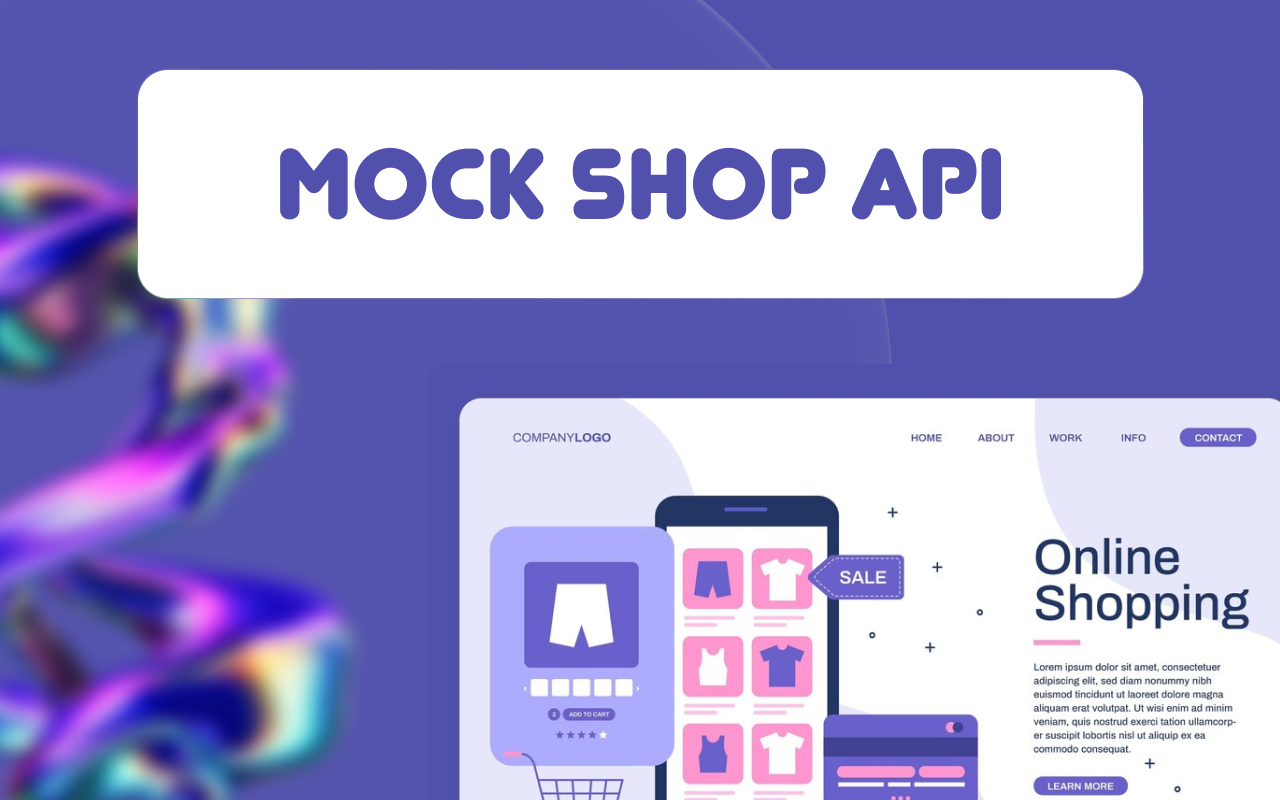 MOCK SHOP API
COMPANYLOGO
HOME
ABOUT
WORK
INFO
CONTACT
SALE
Online
Shopping
Lorem ipsum dolor sit amet, consectetuer
adipiscing elit, sed diam nonummy nibh
euismod tincidunt ut laoreet dolore magna
aliquam erat volutpat. Ut wisi enim ad minim
veniam, quis nostrud exerci tation ullamcorp-
er suscipit lobortis nisl ut aliquip ex ea
commodo consequat.
LEARN MORE
2
ADD TO CART